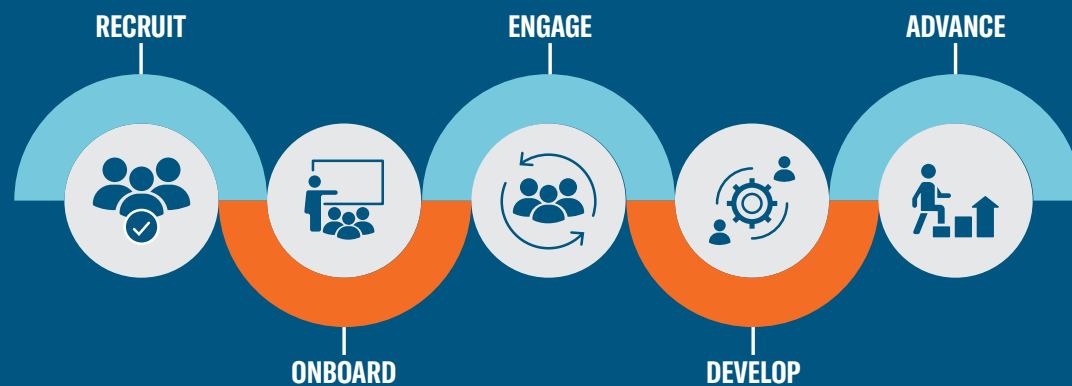 RECRUIT
ONBOARD
ENGAGE
DEVELOP
ADVANCE